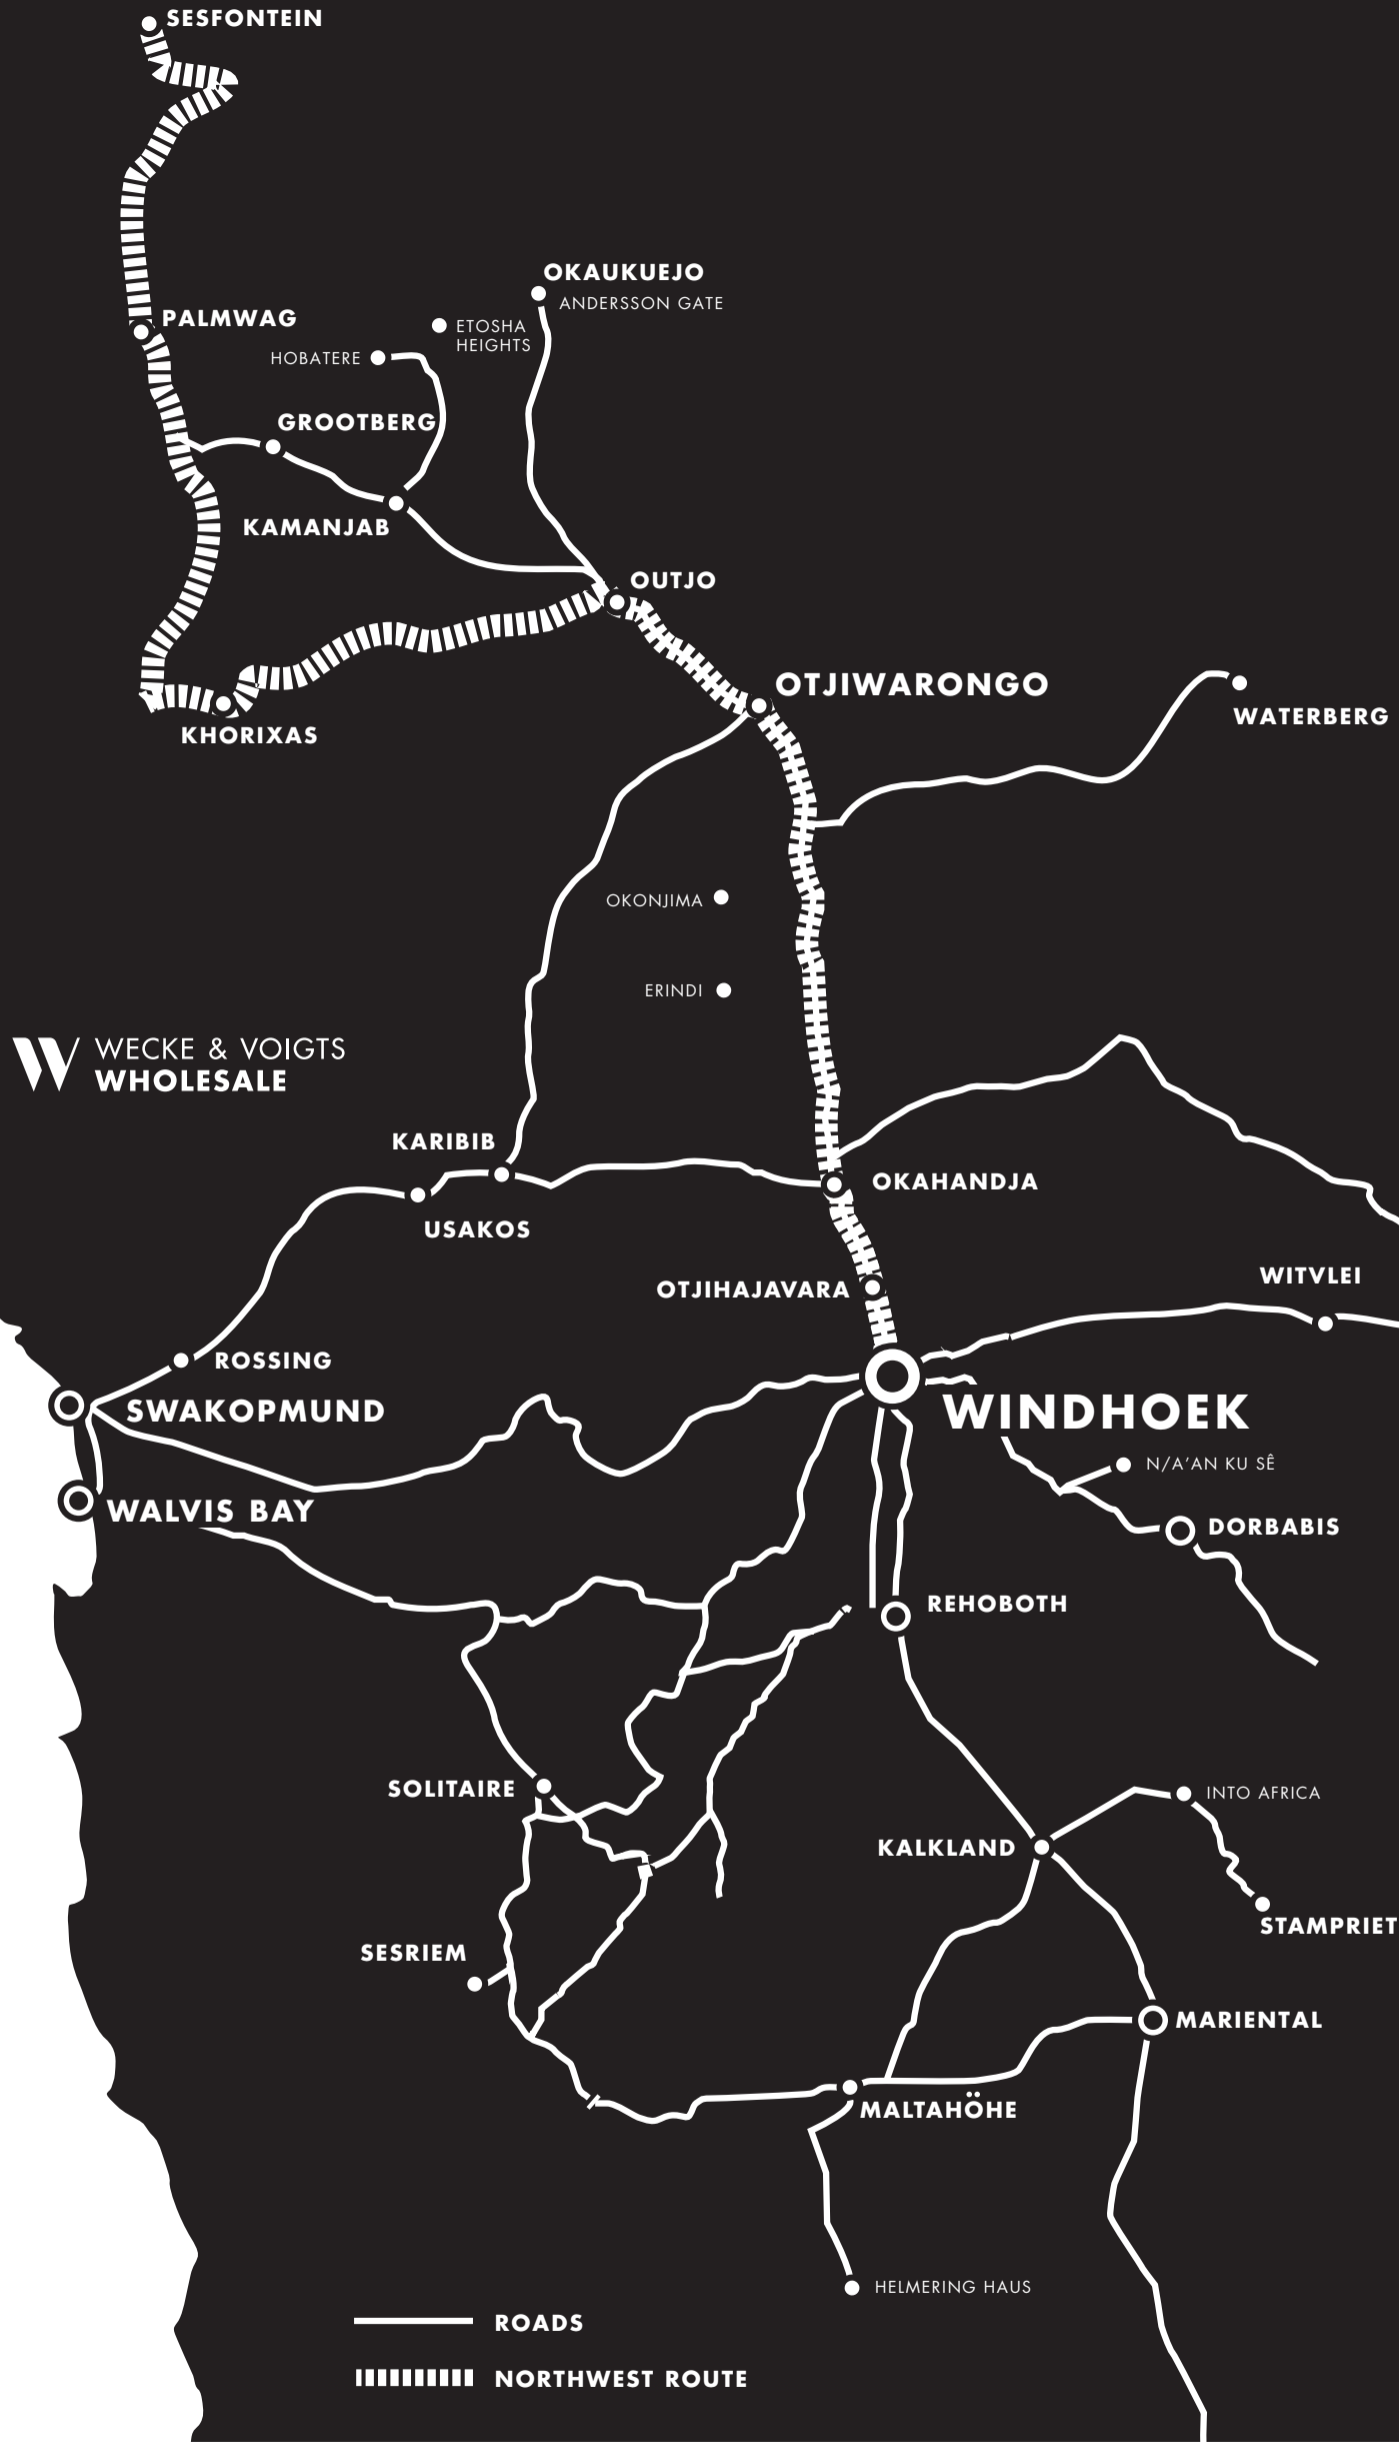 SESFONTEIN
OKAUKUEJO
ANDERSSON GATE
PALMWAG
ETOSHA
HEIGHTS
HOBATERE
GROOTBERG
KAMANJAB
OUTJO
OTJIWARONGO
WATERBERG
KHORIXAS
OKONJIMA
ERINDI
WECKE & VOIGTS
WHOLESALE
KARIBIB
OKAHANDJA
USAKOS
WITVLEI
OTJIHAJAVARA
ROSSING
SWAKOPMUND
WINDHOEK
N/A'AN KU SÊ
WALVIS BAY
DORBABIS
REHOBOTH
SOLITAIRE
INTO AFRICA
KALKLAND
STAMPRIET
SESRIEM
MARIENTAL
MALTAHÖHE
HELMERING HAUS
ROADS
NORTHWEST ROUTE